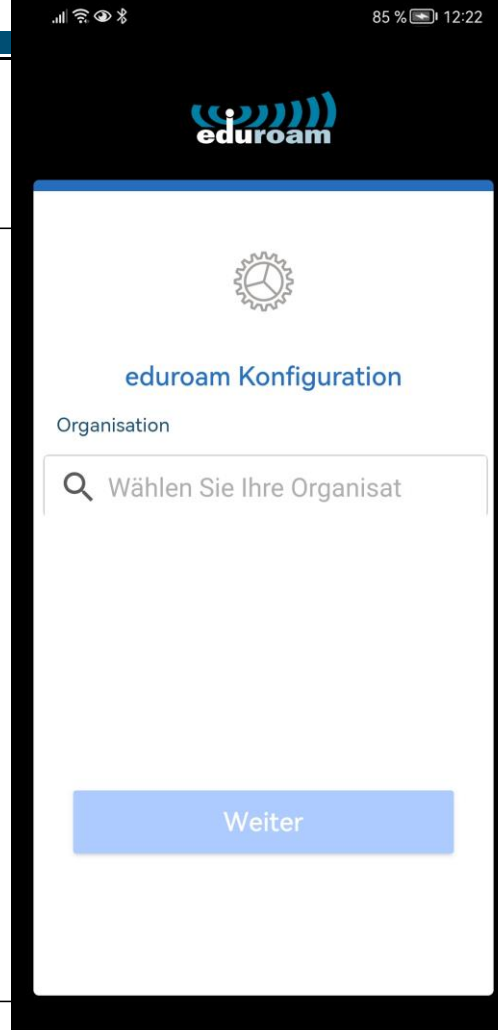 85 % 12:22
eduroam
eduroam Konfiguration
Organisation
Wählen Sie Ihre Organisat
Weiter